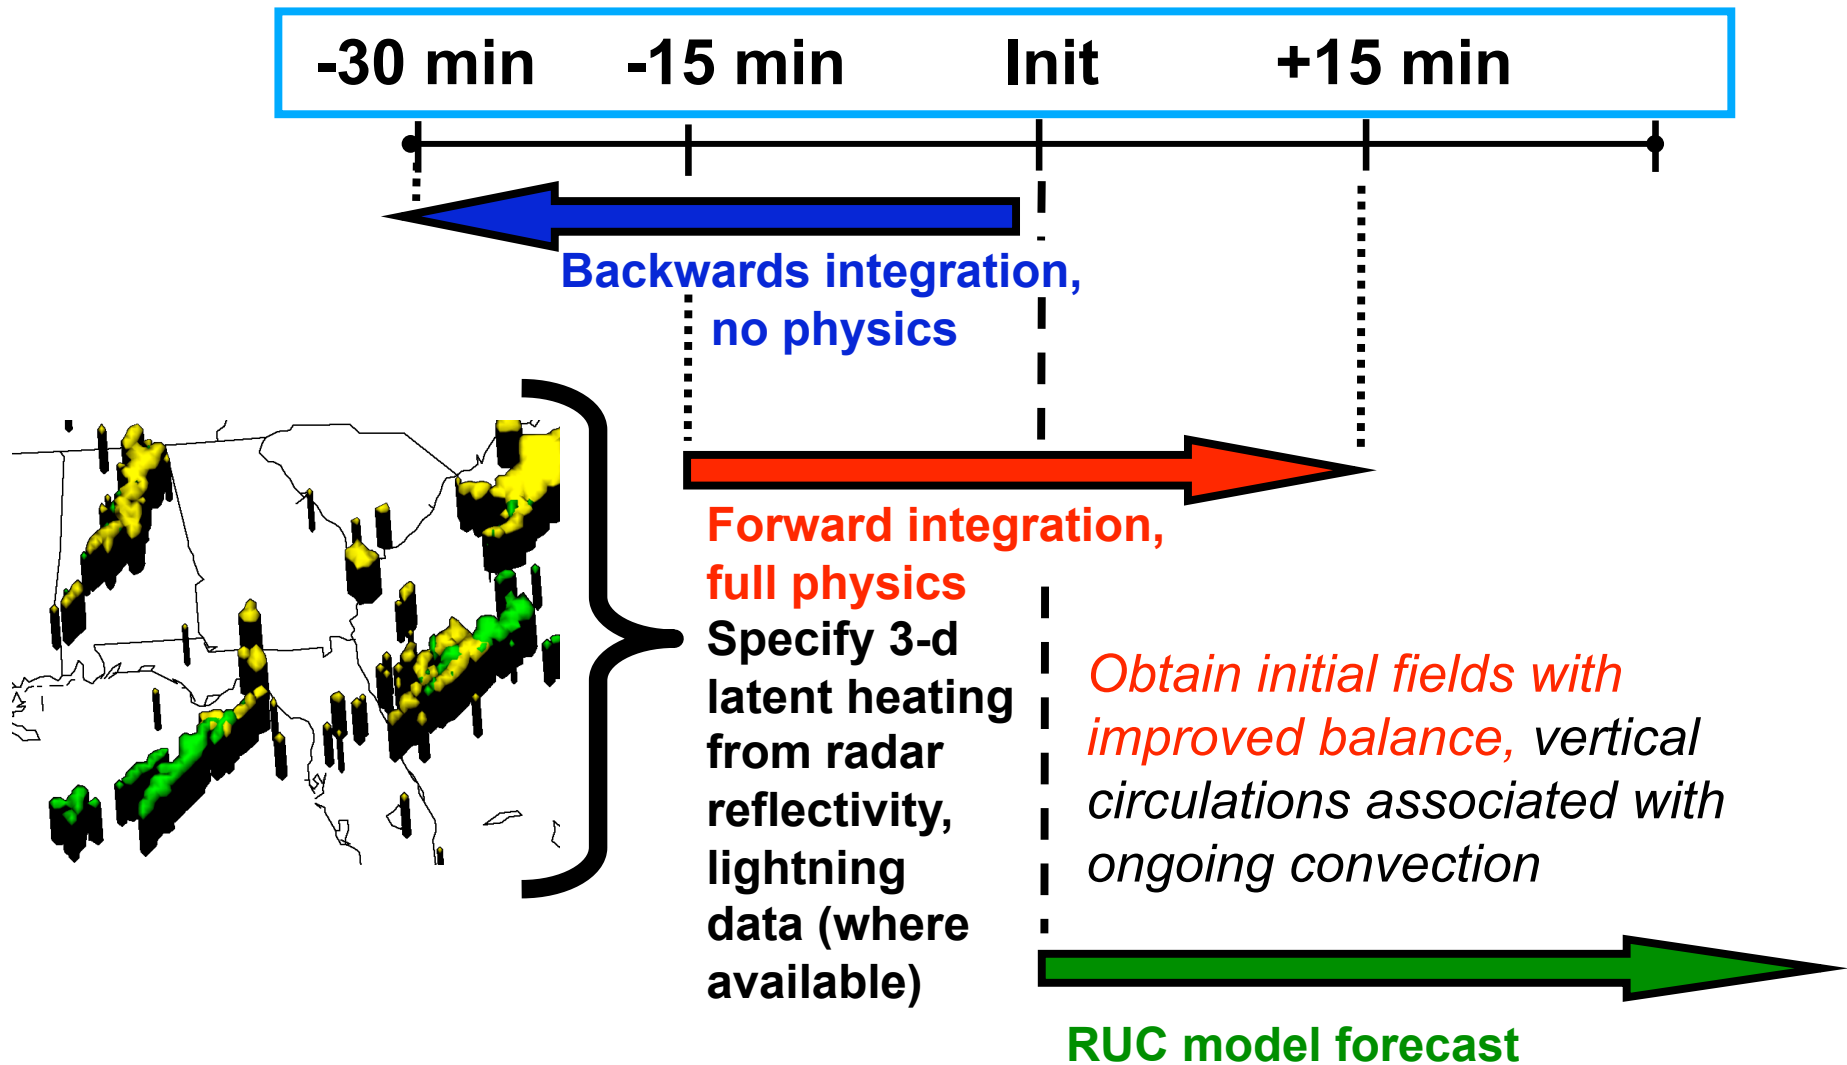 -30 min -15 min Init +15 min
Backwards integration,
no physics
Forward integration,
full physics
Specify 3-d
latent heating
from radar
reflectivity,
lightning
data (where
available)
Obtain initial fields with
improved balance, vertical
circulations associated with
ongoing convection
RUC model forecast